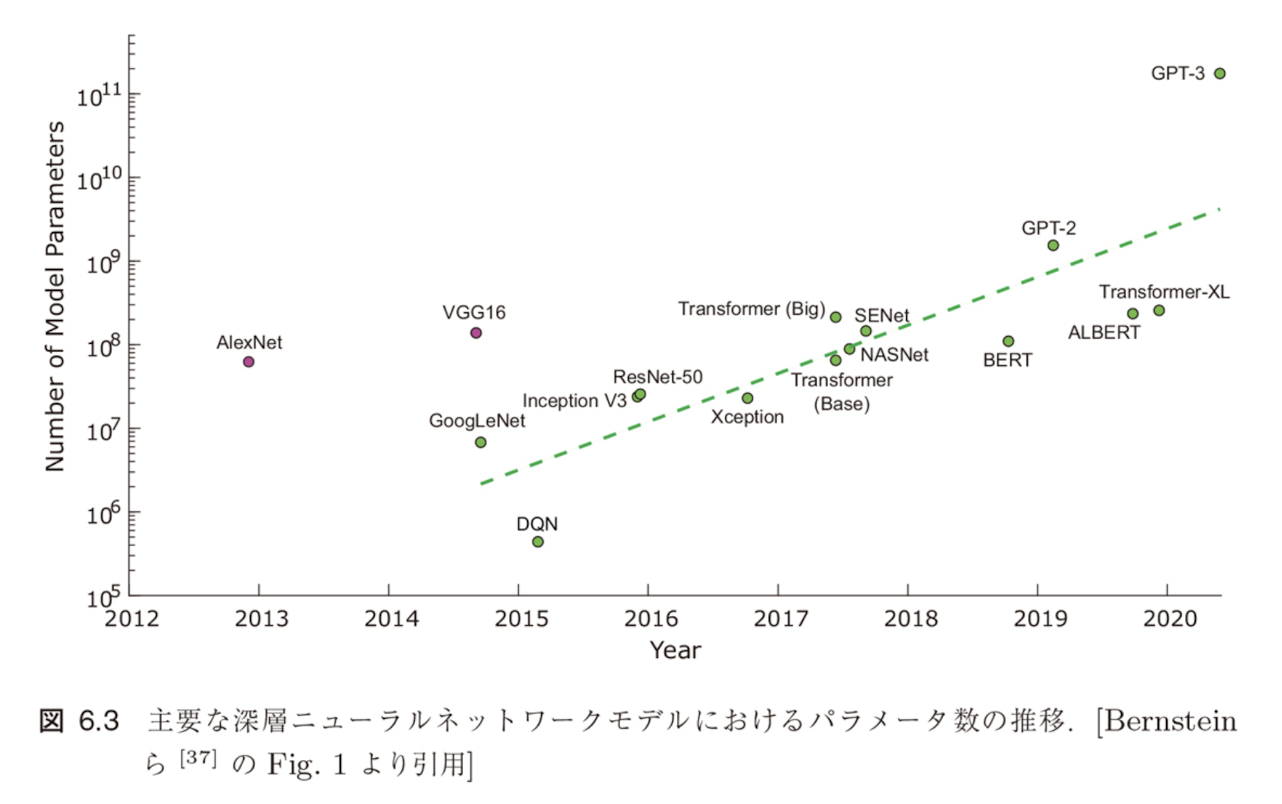 Number of Model Parameters
10^11
10^10
10^9
10^8
10^7
10^6
10^5
GPT-3
GPT-2
Transformer-XL
VGG16
Transformer (Big)
SENet
ALBERT
AlexNet
NASNet
BERT
ResNet-50
Transformer
(Base)
Inception V3
Xception
GoogLeNet
DQN
2012 2013 2014 2015 2016 2017 2018 2019 2020
Year
図 6.3 主要な深層ニューラルネットワークモデルにおけるパラメータ数の推移. [Bernstein
ら [37] の Fig. 1 より引用]